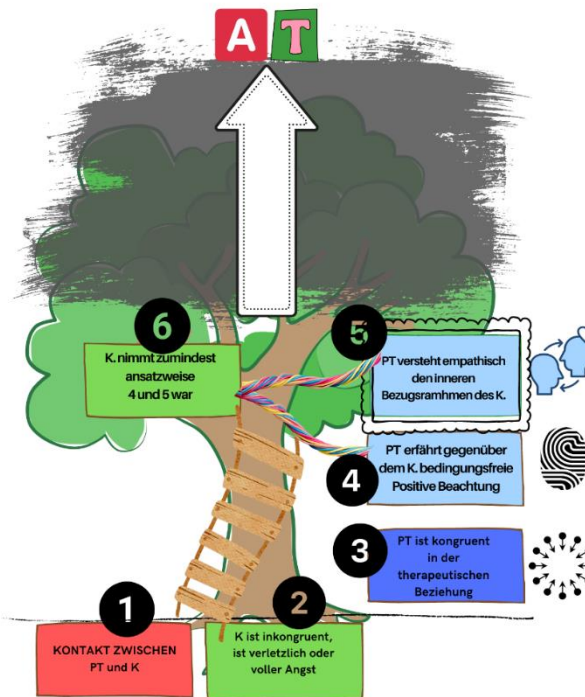 A T
6
K. nimmt zumindest
ansatzweise
4 und 5 war
5
PT versteht empathisch
den inneren
Bezugsramhmen des K.
4
PT erfährt gegenüber
dem K. bedingungsfreie
Positive Beachtung
3
PT ist kongruent
in der
therapeutischen
Beziehung
1
KONTAKT ZWISCHEN
PT und K
2
K ist inkongruent,
ist verletzlich oder
voller Angst